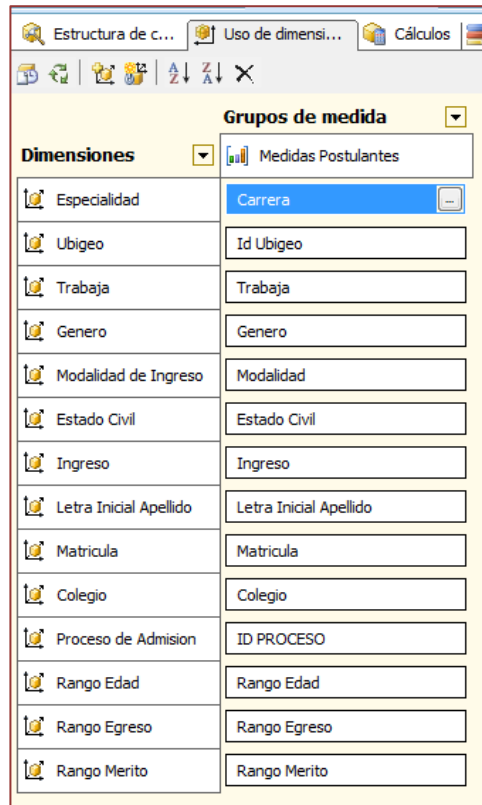 Estructura de c... Uso de dimensi... Cálculos
Grupos de medida
Dimensiones Medidas Postulantes
Especialidad Carrera ...
Ubigeo Id Ubigeo
Trabaja Trabaja
Genero Genero
Modalidad de Ingreso Modalidad
Estado Civil Estado Civil
Ingreso Ingreso
Letra Inicial Apellido Letra Inicial Apellido
Matricula Matricula
Colegio Colegio
Proceso de Admision ID PROCESO
Rango Edad Rango Edad
Rango Egreso Rango Egreso
Rango Merito Rango Merito